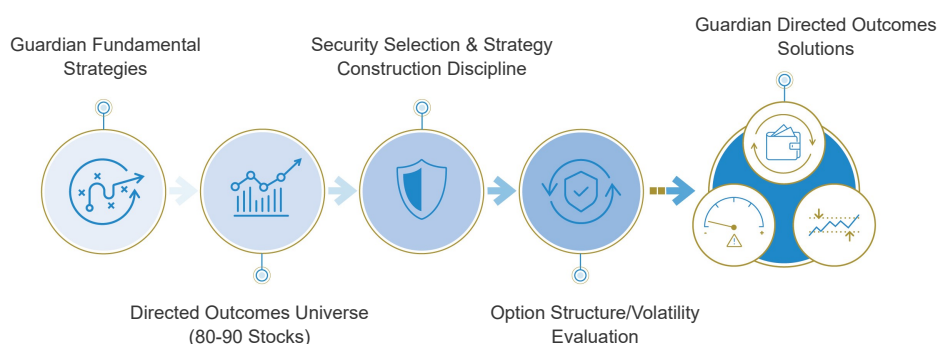 Guardian Fundamental
Strategies
Directed Outcomes Universe
(80-90 Stocks)
Security Selection & Strategy
Construction Discipline
Option Structure/Volatility
Evaluation
Guardian Directed Outcomes
Solutions
- +